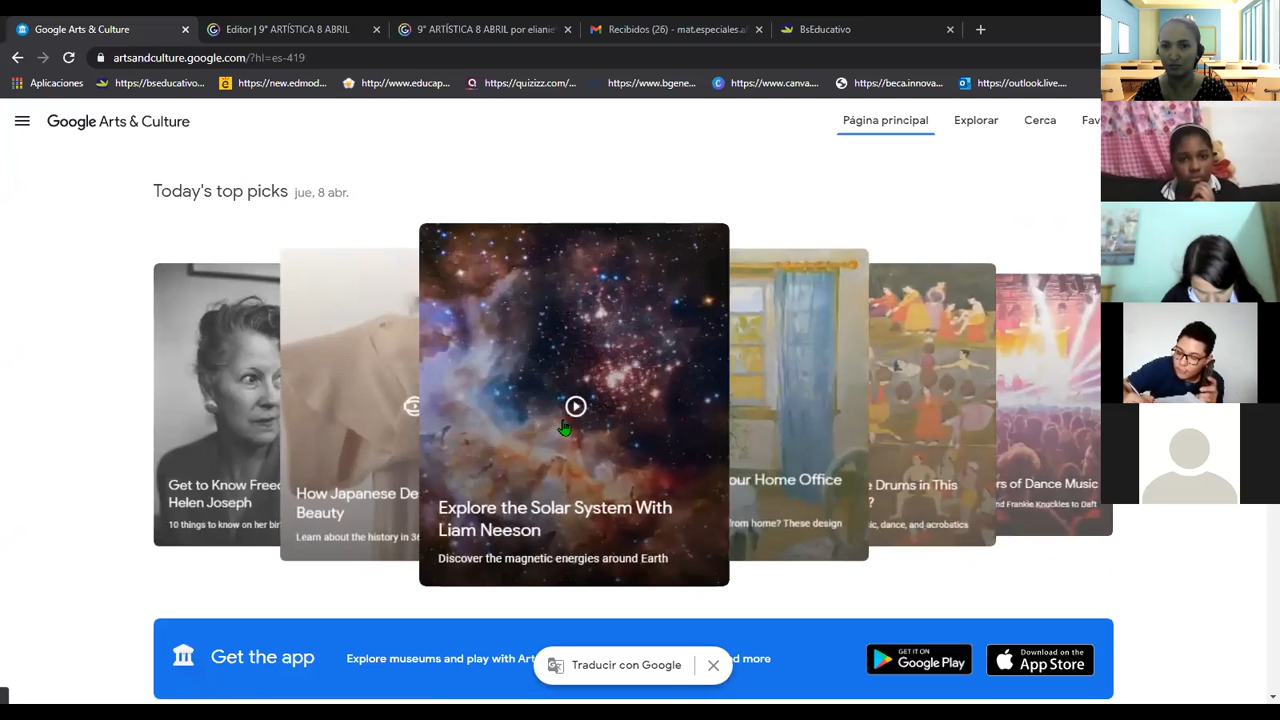 Google Arts & Culture
Editor | 9° ARTÍSTICA 8 ABRIL
9° ARTÍSTICA 8 ABRIL por elianie
Recibidos (26) - mat.especiales.a
BsEducativo
artsandculture.google.com/?hl=es-419
Aplicaciones
https://bseducativo...
https://new.edmod...
http://www.educap...
https://quizizz.com/...
https://www.bgene...
https://www.canva....
https://beca.innova...
https://outlook.live....
Google Arts & Culture
Página principal
Explorar
Cerca
Fav
Today's top picks jue, 8 abr.
Get to Know Free
Helen Joseph
10 things to know on her bir
How Japanese De
Beauty
Learn about the history in 36
Explore the Solar System With
Liam Neeson
Discover the magnetic energies around Earth
our Home Office
from home? These design
e Drums in This
?
ic, dance, and acrobatics
rs of Dance Music
nd Frankie Knuckles to Daft
Get the app
Explore museums and play with Art
d more
Traducir con Google
GET IT ON
Google Play
Download on the
App Store